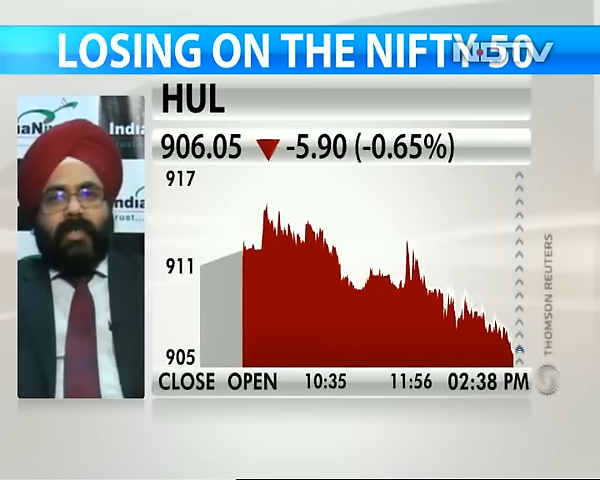 LOSING ON THE NIFTY 50
NDTV
HUL
906.05 ▼ -5.90 (-0.65%)
917
911
905
CLOSE OPEN 10:35 11:56 02:38 PM
THOMSON REUTERS
India